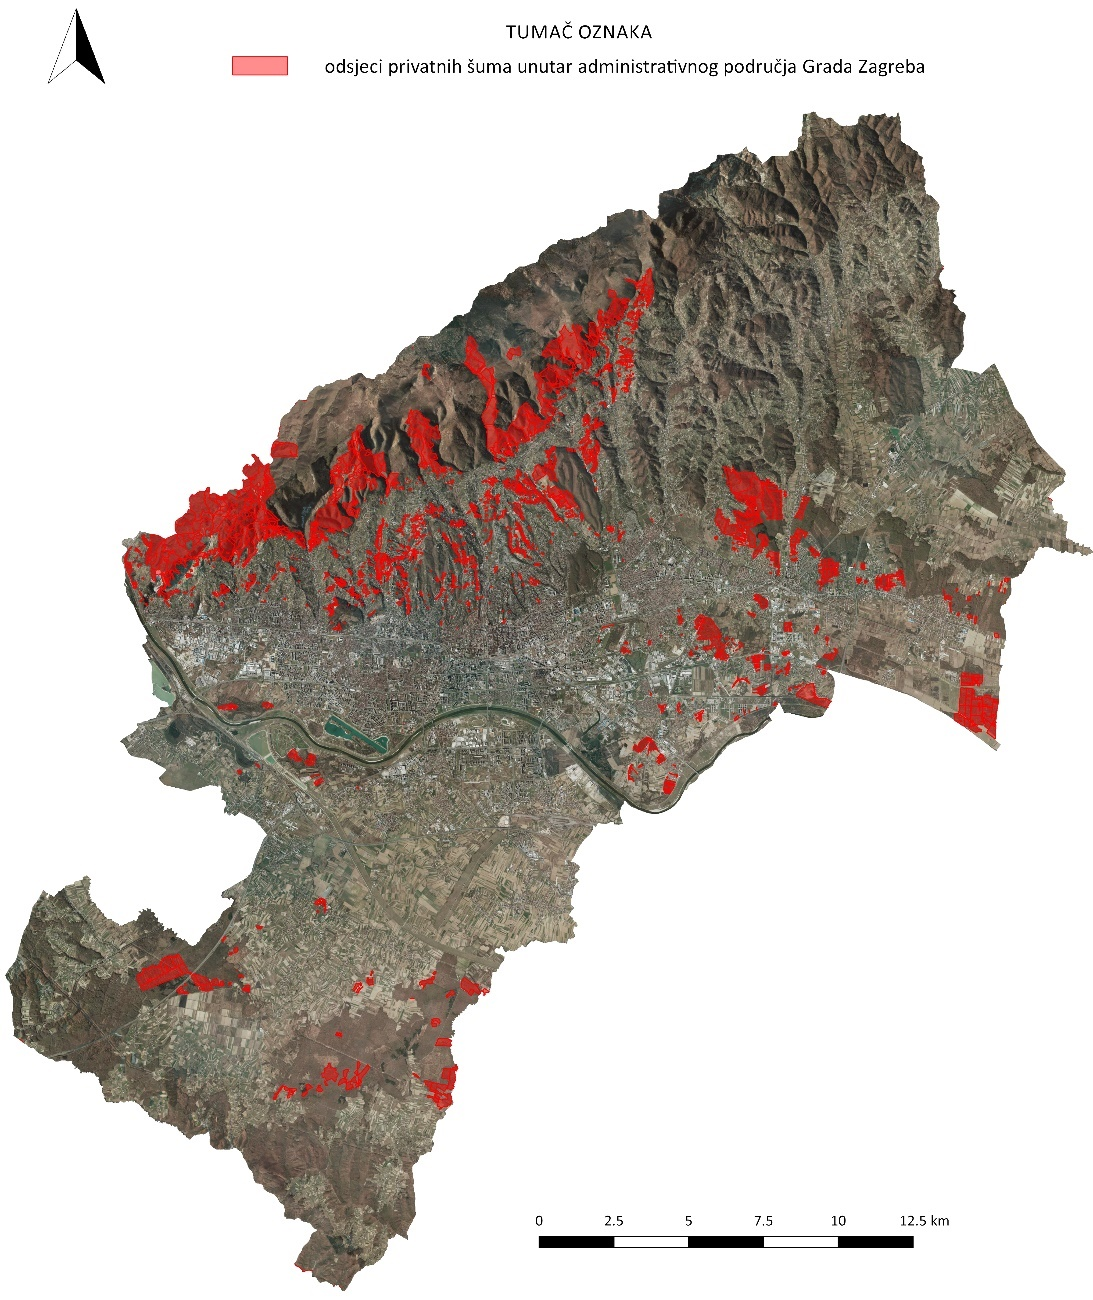 TUMAČ OZNAKA
odsjeci privatnih šuma unutar administrativnog područja Grada Zagreba
0 2.5 5 7.5 10 12.5 km